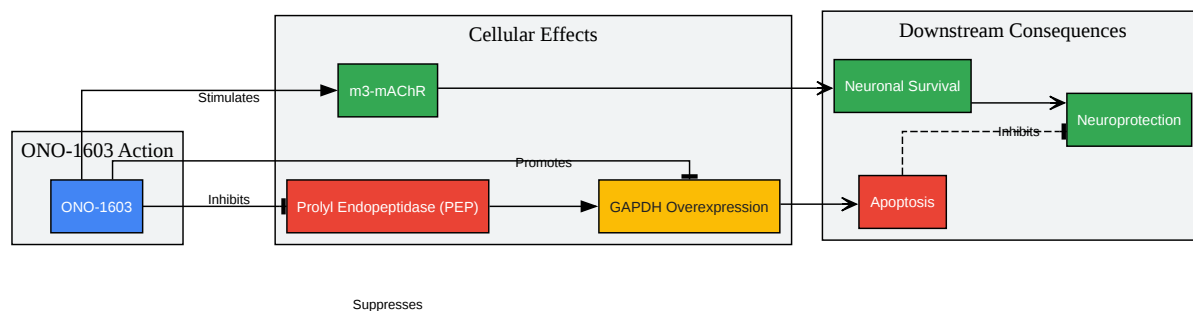 Cellular Effects
Downstream Consequences
Neuronal Survival
m3-mAChR
Stimulates
Neuroprotection
Inhibits
ONO-1603 Action
Promotes
ONO-1603
Inhibits
Prolyl Endopeptidase (PEP)
GAPDH Overexpression
Apoptosis
Suppresses